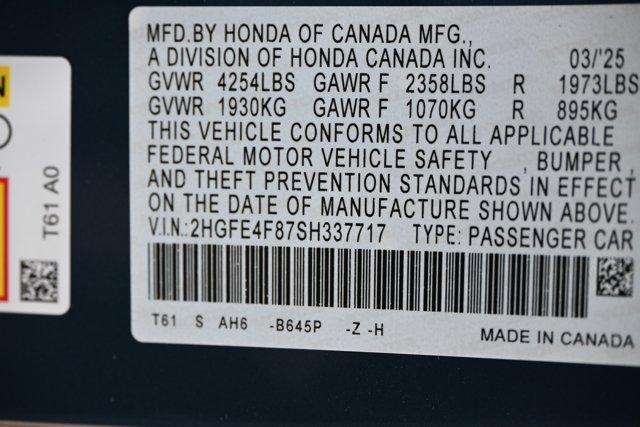 MFD. BY HONDA OF CANADA MFG.,
A DIVISION OF HONDA CANADA INC. 03/'25
GVWR 4254LBS GAWR F 2358LBS R 1973LBS
GVWR 1930KG GAWR F 1070KG R 895KG
THIS VEHICLE CONFORMS TO ALL APPLICABLE
FEDERAL MOTOR VEHICLE SAFETY , BUMPER ,
AND THEFT PREVENTION STANDARDS IN EFFECT
ON THE DATE OF MANUFACTURE SHOWN ABOVE.
V.I.N.:2HGFE4F87SH337717 TYPE: PASSENGER CAR
T61 S AH6 -B645P -Z -H
MADE IN CANADA
T61 A0